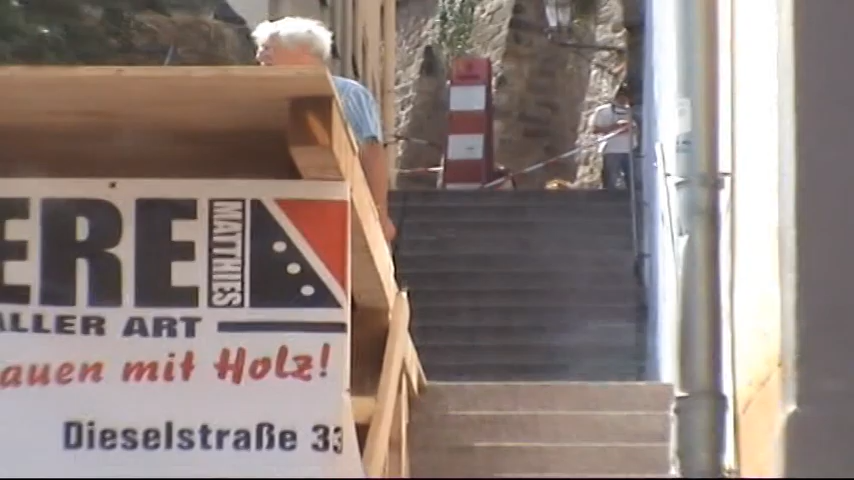 ERE MATTHIES
ALLER ART
auen mit Holz!
Dieselstraße 33